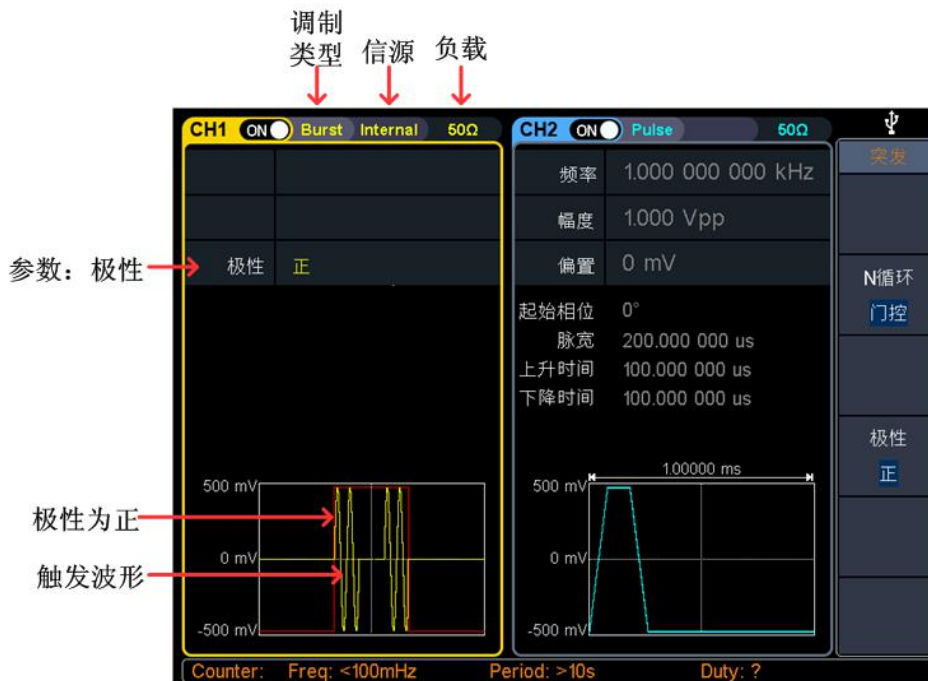 调制
类型 信源 负载
CH1 ON Burst Internal 50Ω CH2 ON Pulse 50Ω
突发
频率 1.000 000 000 kHz
幅度 1.000 Vpp
参数：极性 极性 正 偏置 0 mV
N循环
门控
起始相位 0°
脉宽 200.000 000 us
上升时间 100.000 000 us
下降时间 100.000 000 us
极性
正
1.00000 ms
500 mV 500 mV
极性为正
0 mV 0 mV
触发波形
-500 mV -500 mV
Counter: Freq: <100mHz Period: >10s Duty: ?